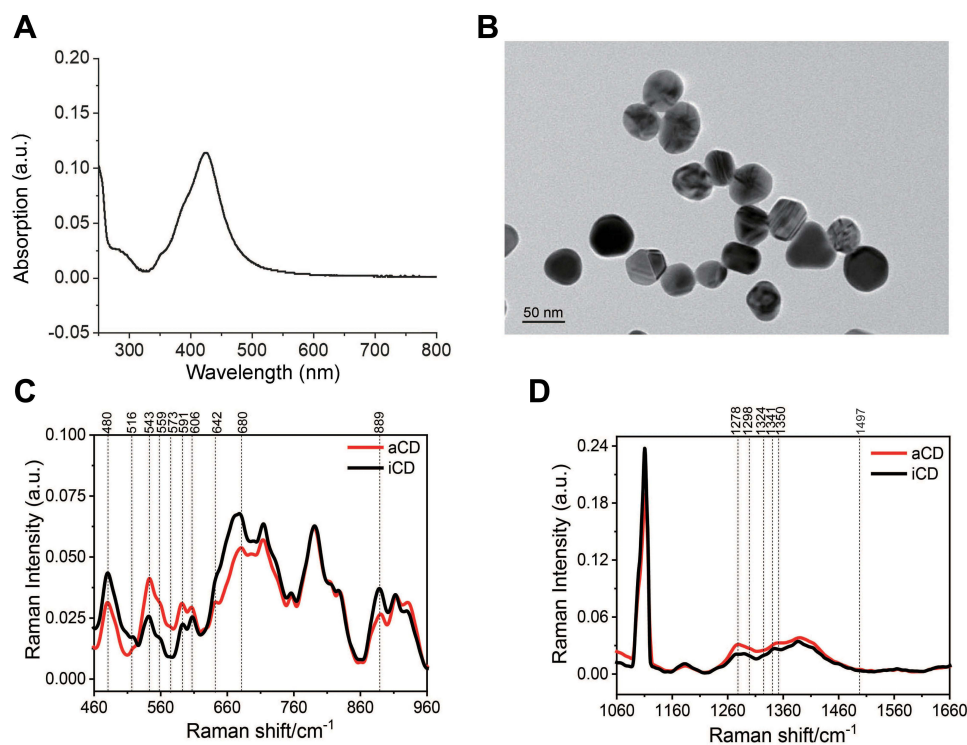 A
0.20
0.15
0.10
0.05
0.00
-0.05
Absorption (a.u.)
300 400 500 600 700 800
Wavelength (nm)
B
50 nm
C
480 516 543 559 573 591 606 642 680 889
0.100
0.075
0.050
0.025
0.000
Raman Intensity (a.u.)
aCD
iCD
460 560 660 760 860 960
Raman shift/cm⁻¹
D
1278 1298 1324 1341 1350 1497
0.24
0.18
0.12
0.06
0.00
Raman Intensity (a.u.)
aCD
iCD
1060 1160 1260 1360 1460 1560 1660
Raman shift/cm⁻¹